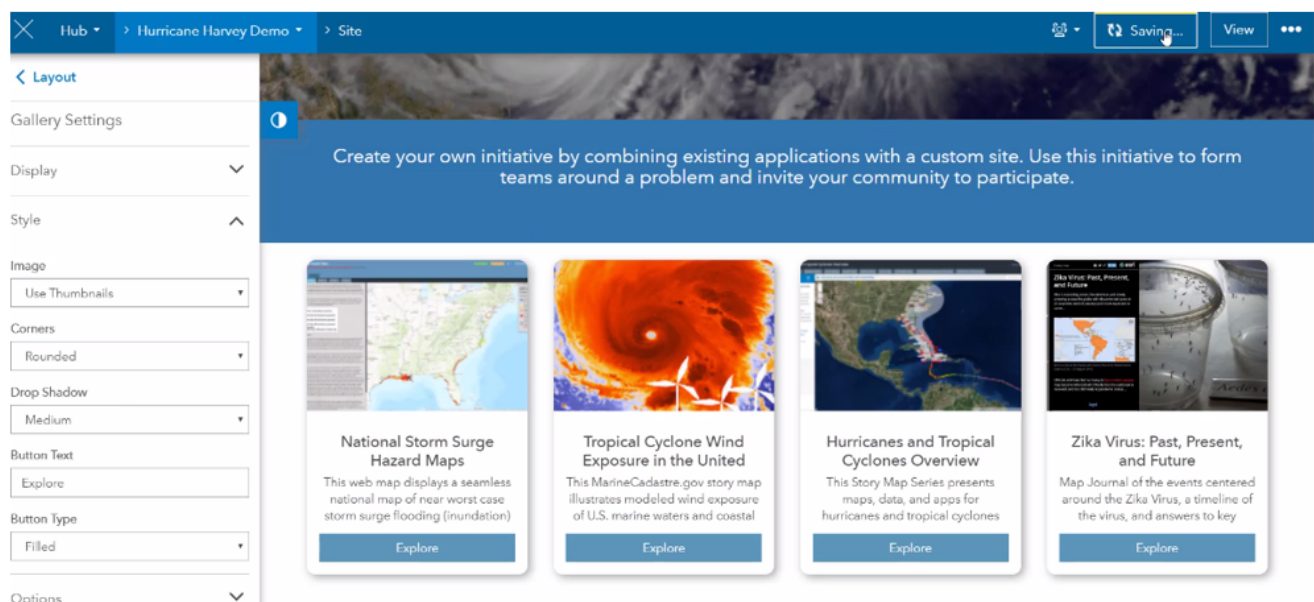 Hub
> Hurricane Harvey Demo
> Site
Saving...
View
Layout
Gallery Settings
Display
Style
Image
Use Thumbnails
Corners
Rounded
Drop Shadow
Medium
Button Text
Explore
Button Type
Filled
Options
Create your own initiative by combining existing applications with a custom site. Use this initiative to form
teams around a problem and invite your community to participate.
National Storm Surge
Hazard Maps
This web map displays a seamless
national map of near worst case
storm surge flooding (inundation)
Explore
Tropical Cyclone Wind
Exposure in the United
This MarineCadastre.gov story map
illustrates modeled wind exposure
of U.S. marine waters and coastal
Explore
Hurricanes and Tropical
Cyclones Overview
This Story Map Series presents
maps, data, and apps for
hurricanes and tropical cyclones
Explore
Zika Virus: Past, Present,
and Future
Aedes
Zika Virus: Past, Present,
and Future
Map Journal of the events centered
around the Zika Virus, a timeline of
the virus, and answers to key
Explore